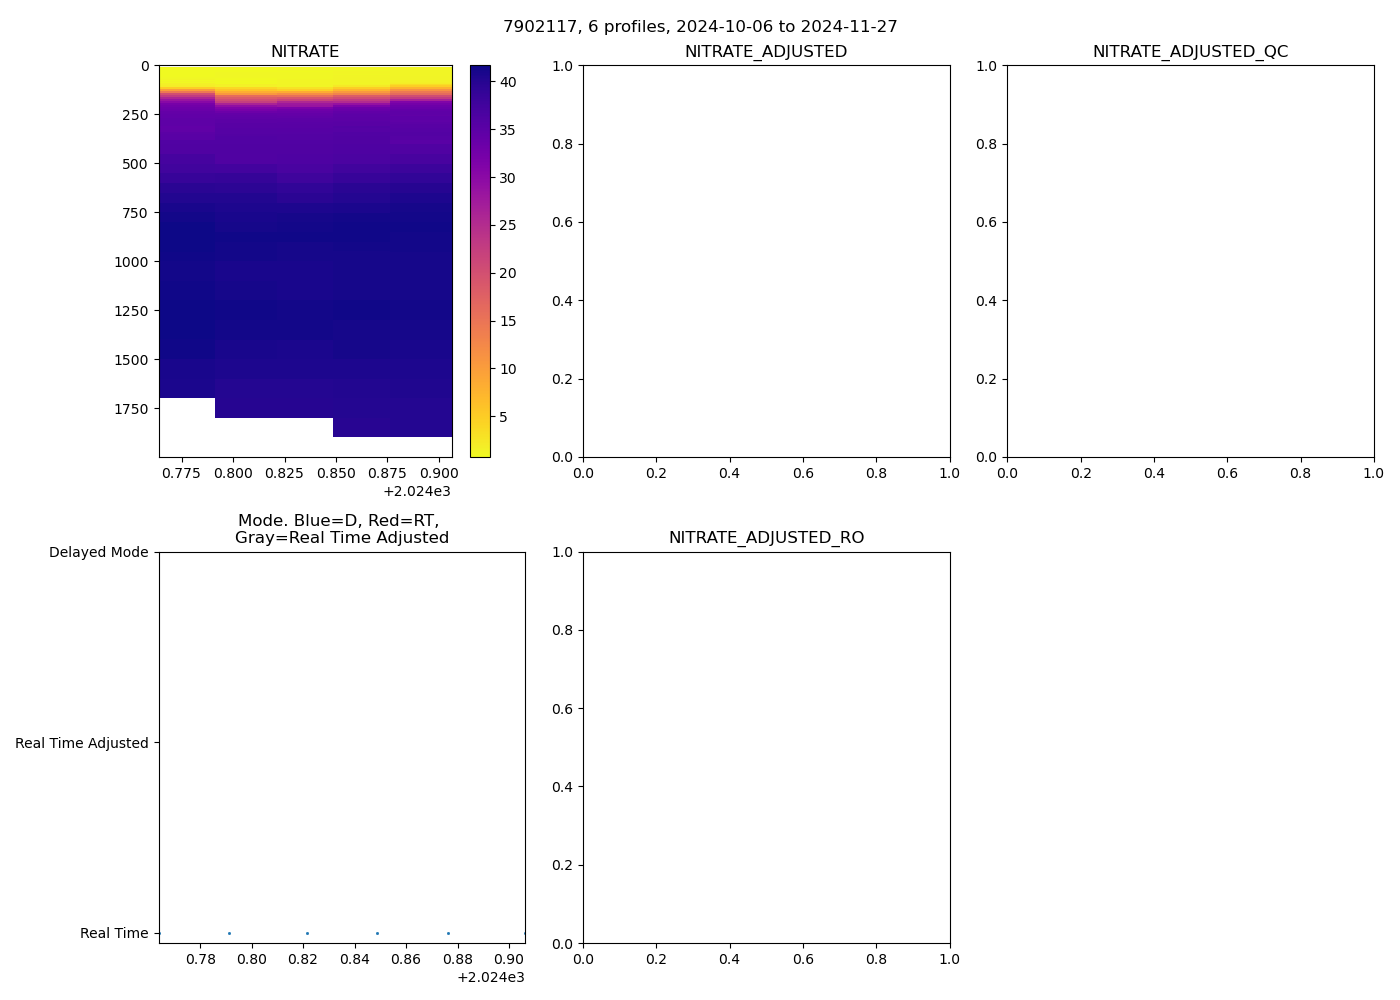 7902117, 6 profiles, 2024-10-06 to 2024-11-27
NITRATE
0
250
500
750
1000
1250
1500
1750
0.775 0.800 0.825 0.850 0.875 0.900
+2.024e3
40
35
30
25
20
15
10
5
NITRATE_ADJUSTED
1.0
0.8
0.6
0.4
0.2
0.0
0.0 0.2 0.4 0.6 0.8 1.0
NITRATE_ADJUSTED_QC
1.0
0.8
0.6
0.4
0.2
0.0
0.0 0.2 0.4 0.6 0.8 1.0
Mode. Blue=D, Red=RT,
Gray=Real Time Adjusted
Delayed Mode
Real Time Adjusted
Real Time
0.78 0.80 0.82 0.84 0.86 0.88 0.90
+2.024e3
NITRATE_ADJUSTED_RO
1.0
0.8
0.6
0.4
0.2
0.0
0.0 0.2 0.4 0.6 0.8 1.0